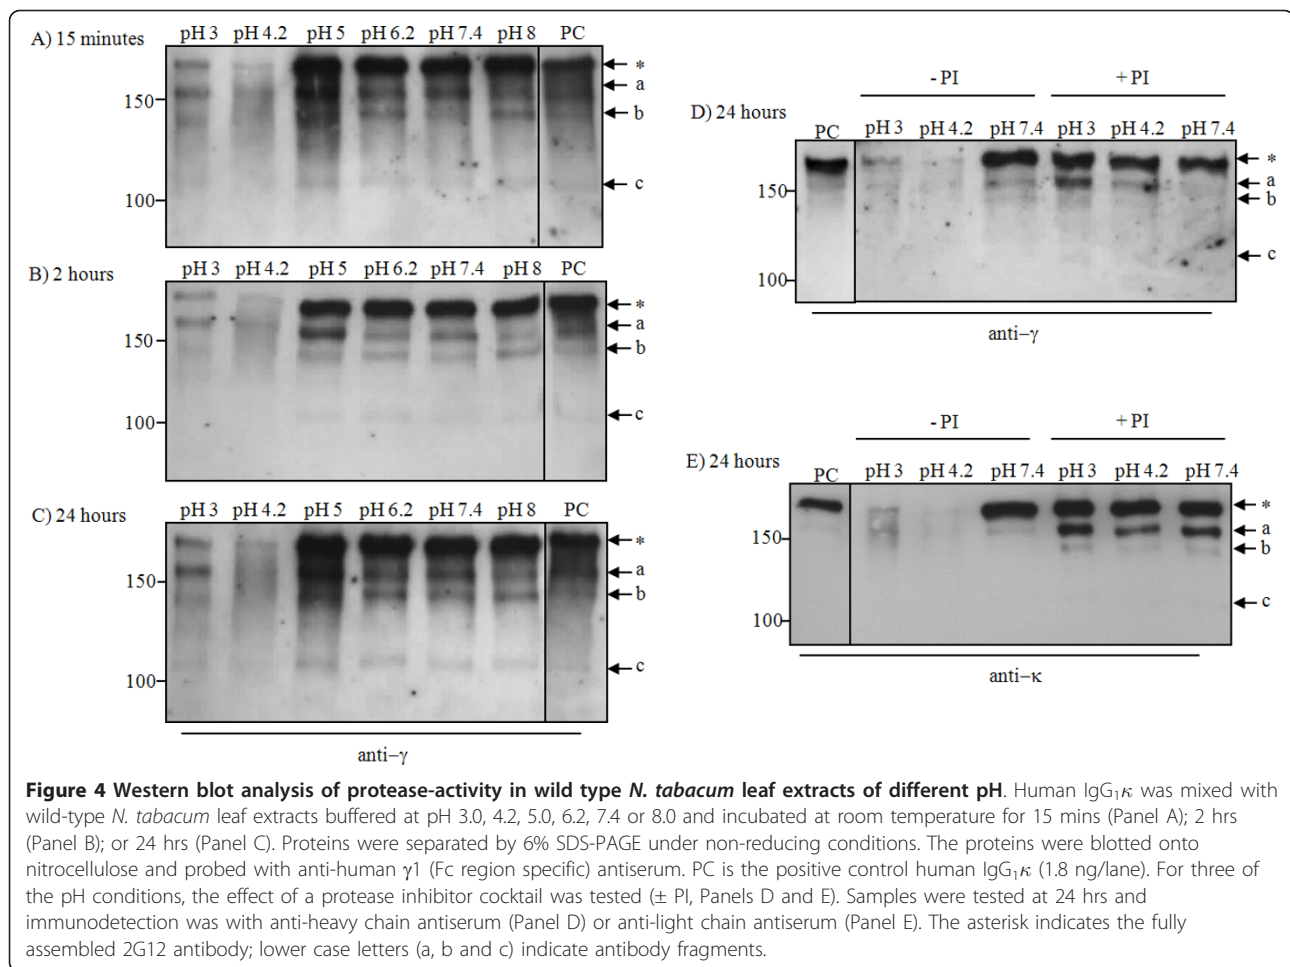 A) 15 minutes
pH 3 pH 4.2 pH 5 pH 6.2 pH 7.4 pH 8 PC
150
100
*
a
b
c
B) 2 hours
pH 3 pH 4.2 pH 5 pH 6.2 pH 7.4 pH 8 PC
150
100
*
a
b
c
C) 24 hours
pH 3 pH 4.2 pH 5 pH 6.2 pH 7.4 pH 8 PC
150
100
*
a
b
c
anti–γ
- PI + PI
D) 24 hours
PC pH 3 pH 4.2 pH 7.4 pH 3 pH 4.2 pH 7.4
150
100
*
a
b
c
anti–γ
- PI + PI
E) 24 hours
PC pH 3 pH 4.2 pH 7.4 pH 3 pH 4.2 pH 7.4
150
100
*
a
b
c
anti–κ
Figure 4 Western blot analysis of protease-activity in wild type N. tabacum leaf extracts of different pH. Human IgG₁κ was mixed with
wild-type N. tabacum leaf extracts buffered at pH 3.0, 4.2, 5.0, 6.2, 7.4 or 8.0 and incubated at room temperature for 15 mins (Panel A); 2 hrs
(Panel B); or 24 hrs (Panel C). Proteins were separated by 6% SDS-PAGE under non-reducing conditions. The proteins were blotted onto
nitrocellulose and probed with anti-human γ1 (Fc region specific) antiserum. PC is the positive control human IgG₁κ (1.8 ng/lane). For three of
the pH conditions, the effect of a protease inhibitor cocktail was tested (± PI, Panels D and E). Samples were tested at 24 hrs and
immunodetection was with anti-heavy chain antiserum (Panel D) or anti-light chain antiserum (Panel E). The asterisk indicates the fully
assembled 2G12 antibody; lower case letters (a, b and c) indicate antibody fragments.